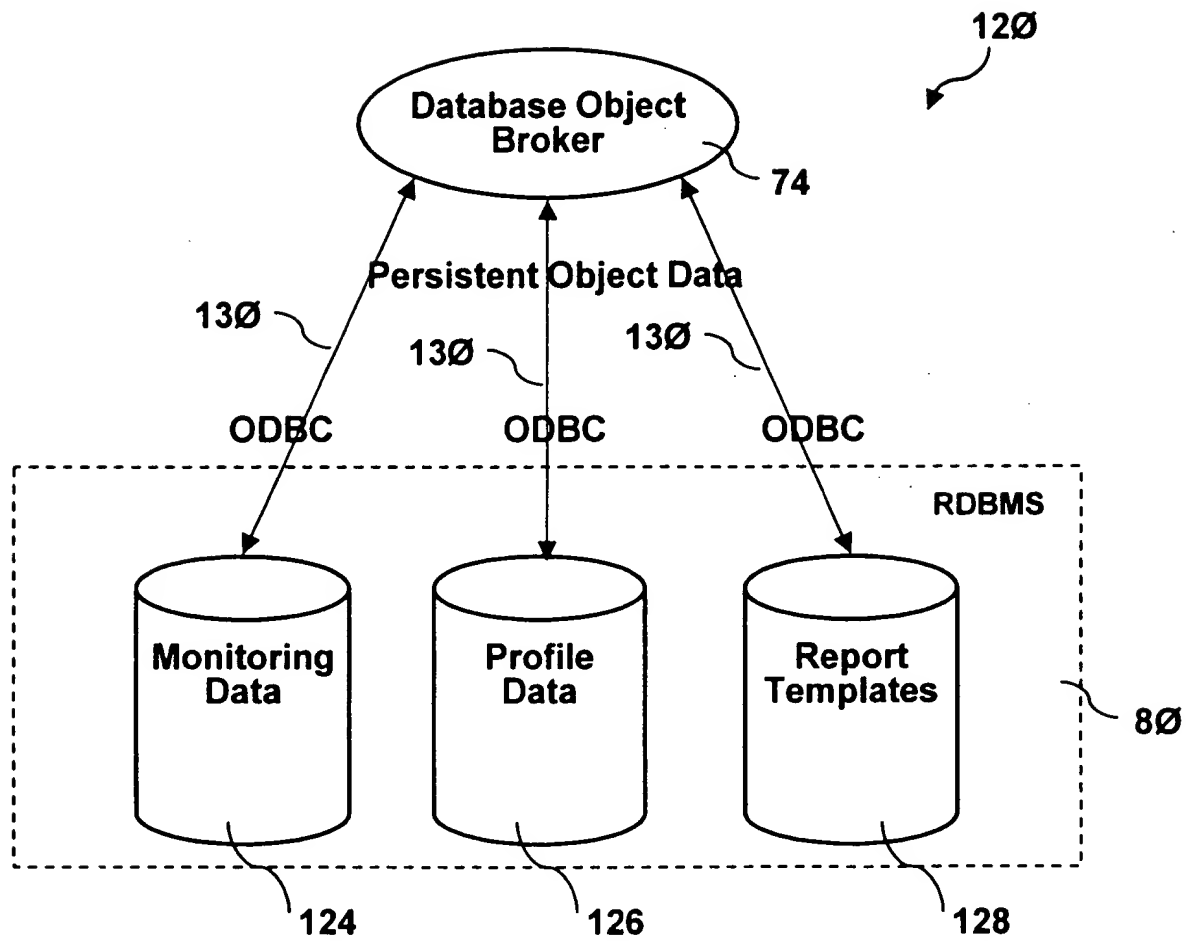 12Ø
Database Object
Broker
74
Persistent Object Data
13Ø
13Ø
13Ø
ODBC
ODBC
ODBC
RDBMS
Monitoring
Data
Profile
Data
Report
Templates
8Ø
124
126
128